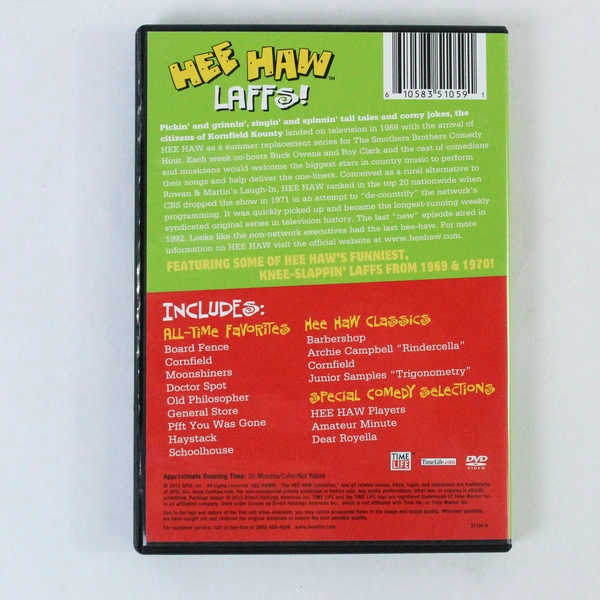 HEE HAW™
LAFFS!
6 10583 51059 1
Pickin' and grinnin', singin' and spinnin' tall tales and corny jokes, the
citizens of Kornfield Kounty landed on television in 1969 with the arrival of
HEE HAW as a summer replacement series for The Smothers Brothers Comedy
Hour. Each week co-hosts Buck Owens and Roy Clark and the cast of comedians
and musicians would welcome the biggest stars in country music to perform
their songs and help deliver the one-liners. Conceived as a rural alternative to
Rowan & Martin's Laugh-In, HEE HAW ranked in the top 20 nationwide when
CBS dropped the show in 1971 in an attempt to "de-countrify" the network's
programming. It was quickly picked up and became the longest-running weekly
syndicated original series in television history. The last "new" episode aired in
1992. Looks like the non-network executives had the last hee-haw. For more
information on HEE HAW visit the official website at www.heehaw.com.
FEATURING SOME OF HEE HAW'S FUNNIEST,
KNEE-SLAPPIN' LAFFS FROM 1969 & 1970!
INCLUDES:
ALL-TIME FAVORITES
Board Fence
Cornfield
Moonshiners
Doctor Spot
Old Philosopher
General Store
Pfft You Was Gone
Haystack
Schoolhouse
Hee Haw Classics
Barbershop
Archie Campbell "Rindercella"
Cornfield
Junior Samples "Trigonometry"
Special Comedy Selections
HEE HAW Players
Amateur Minute
Dear Royella
TIME LIFE
TimeLife.com
DVD VIDEO
Approximate Running Time: 30 Minutes/Color/Not Rated